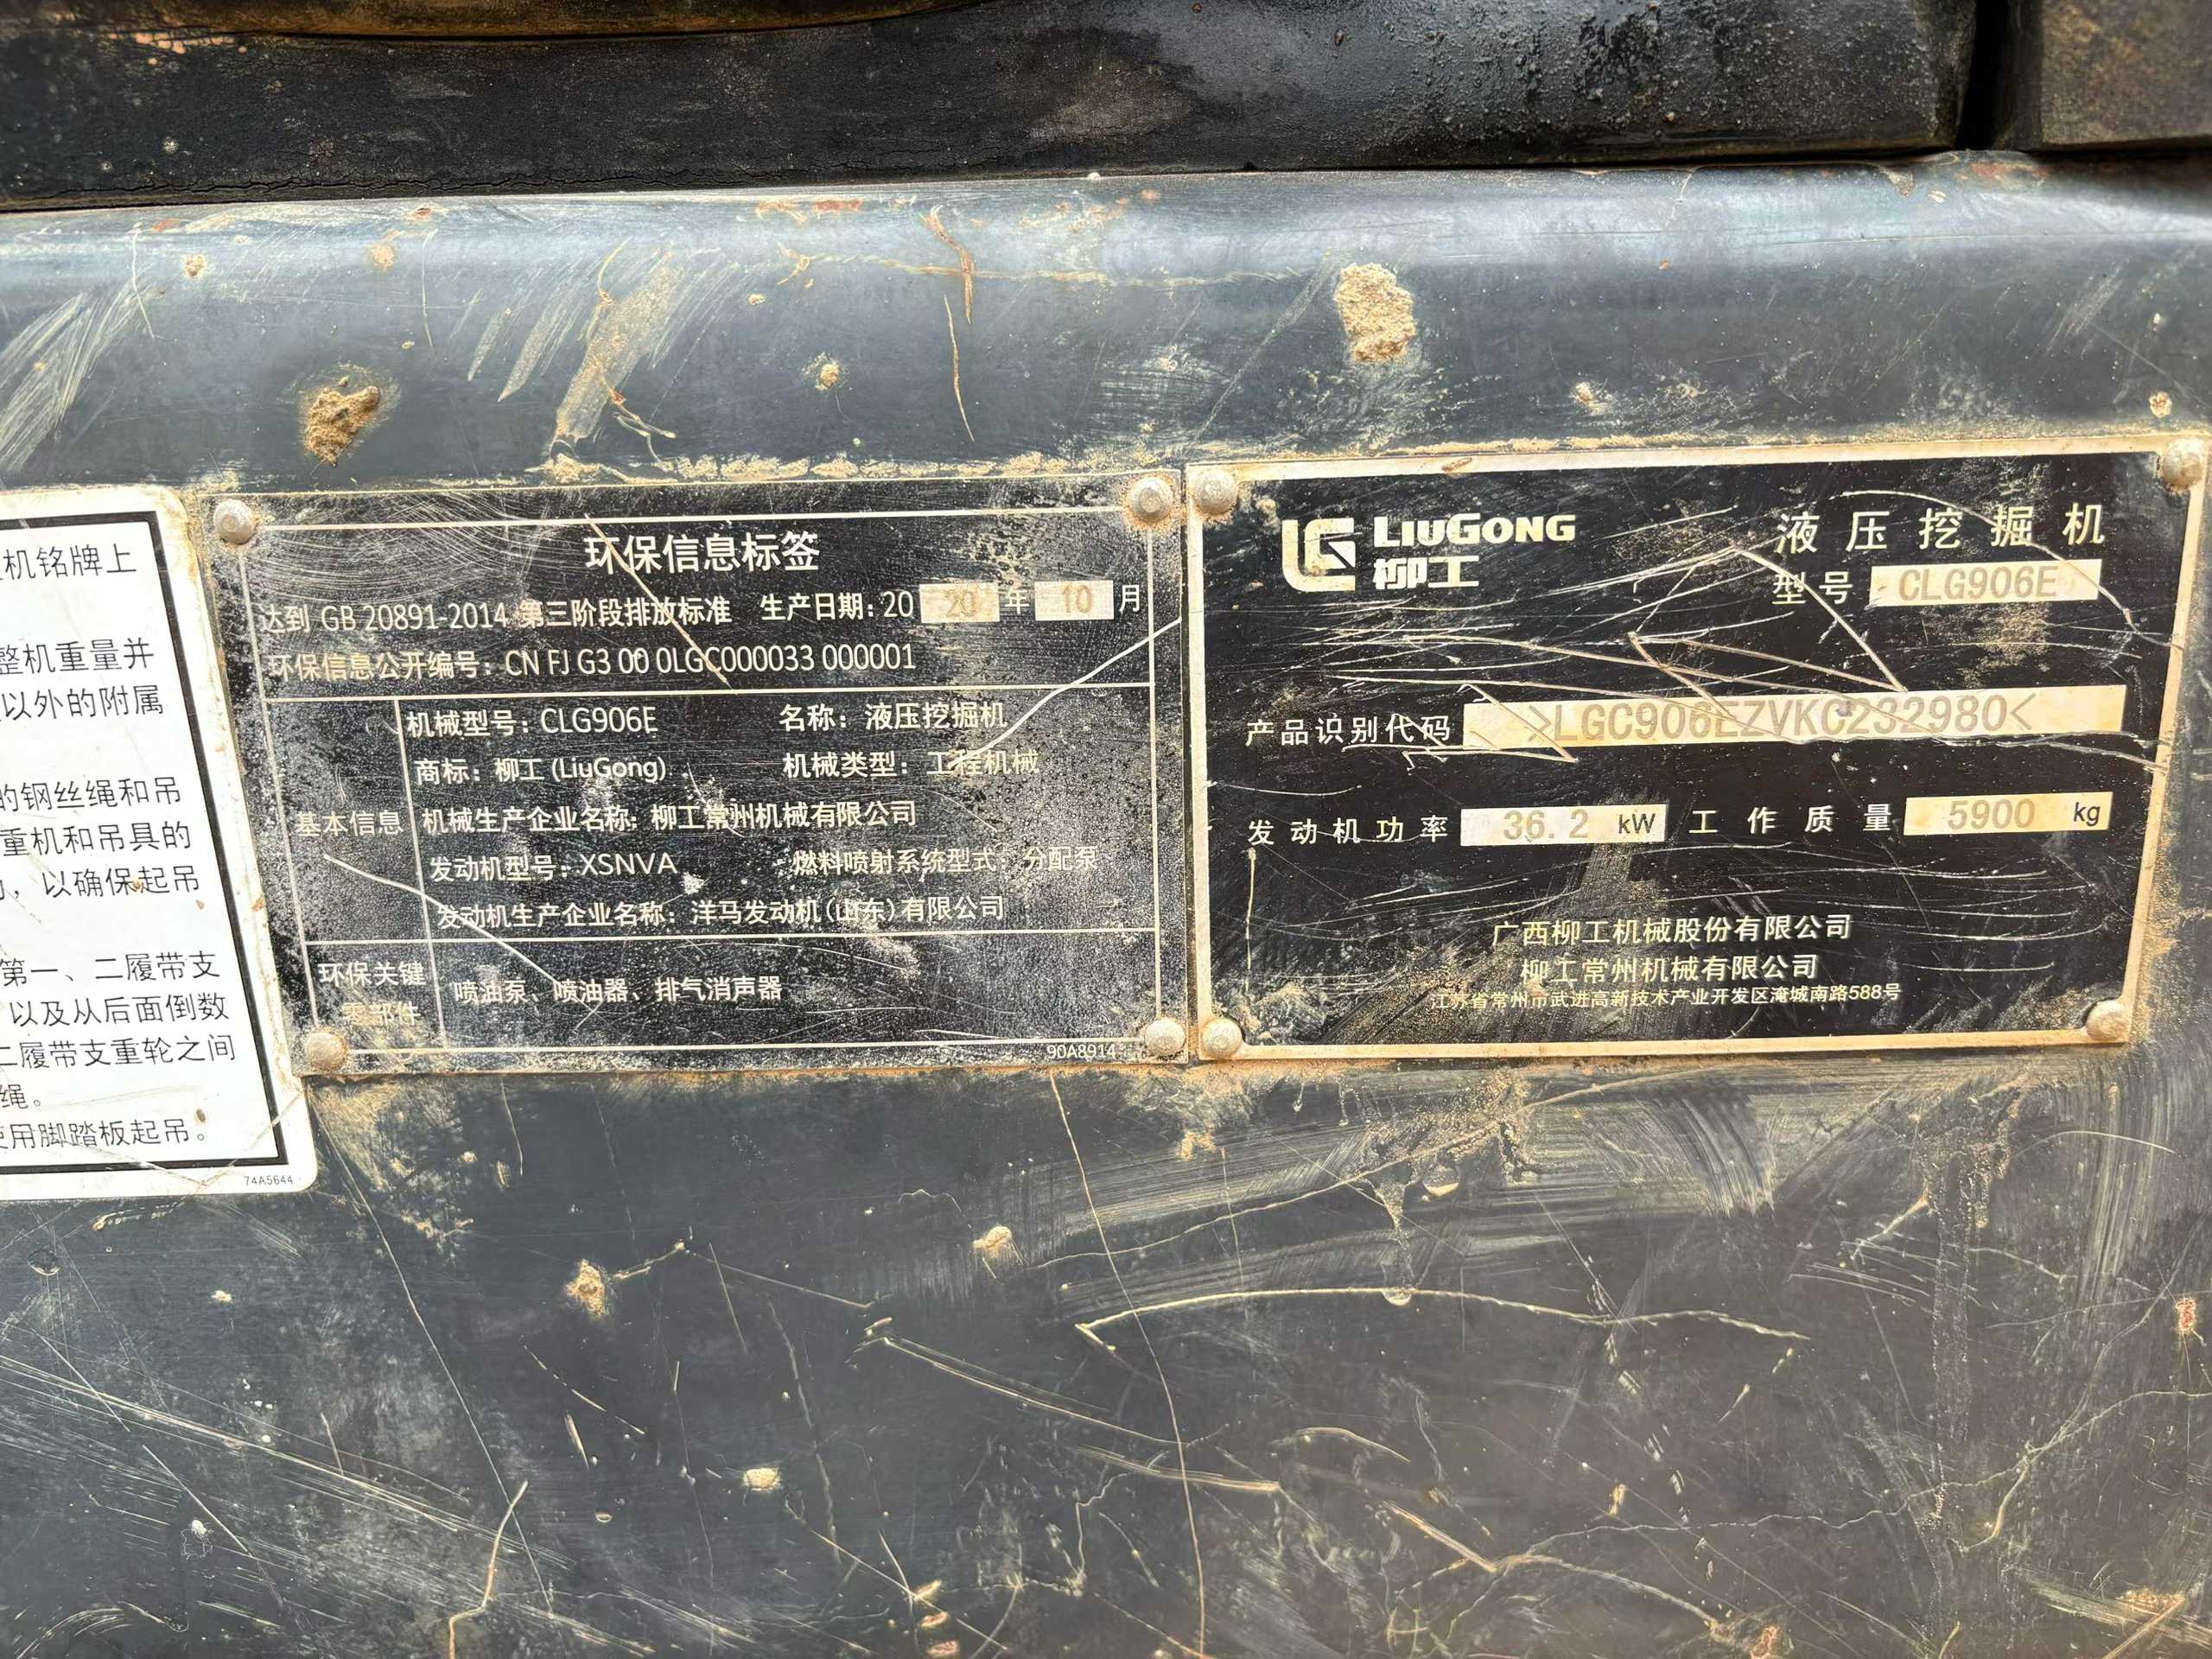 机铭牌上
整机重量并
以外的附属
的钢丝绳和吊
重机和吊具的
，以确保起吊
第一、二履带支
以及从后面倒数
二履带支重轮之间
绳。
使用脚踏板起吊。
74A5644
环保信息标签
达到 GB 20891-2014 第三阶段排放标准 生产日期: 20 20 年 10 月
环保信息公开编号: CN FJ G3 00 0LGC000033 000001
基本信息
机械型号: CLG906E 名称: 液压挖掘机
商标: 柳工 (LiuGong) 机械类型: 工程机械
机械生产企业名称: 柳工常州机械有限公司
发动机型号: XSNVA 燃料喷射系统型式: 分配泵
发动机生产企业名称: 洋马发动机(山东)有限公司
环保关键
零部件
喷油泵、喷油器、排气消声器
90A8914
LIUGONG
柳工
液压挖掘机
型号 CLG906E
产品识别代码 >LGC906EZVKC232980<
发动机功率 36.2 kW 工作质量 5900 kg
广西柳工机械股份有限公司
柳工常州机械有限公司
江苏省常州市武进高新技术产业开发区淹城南路588号